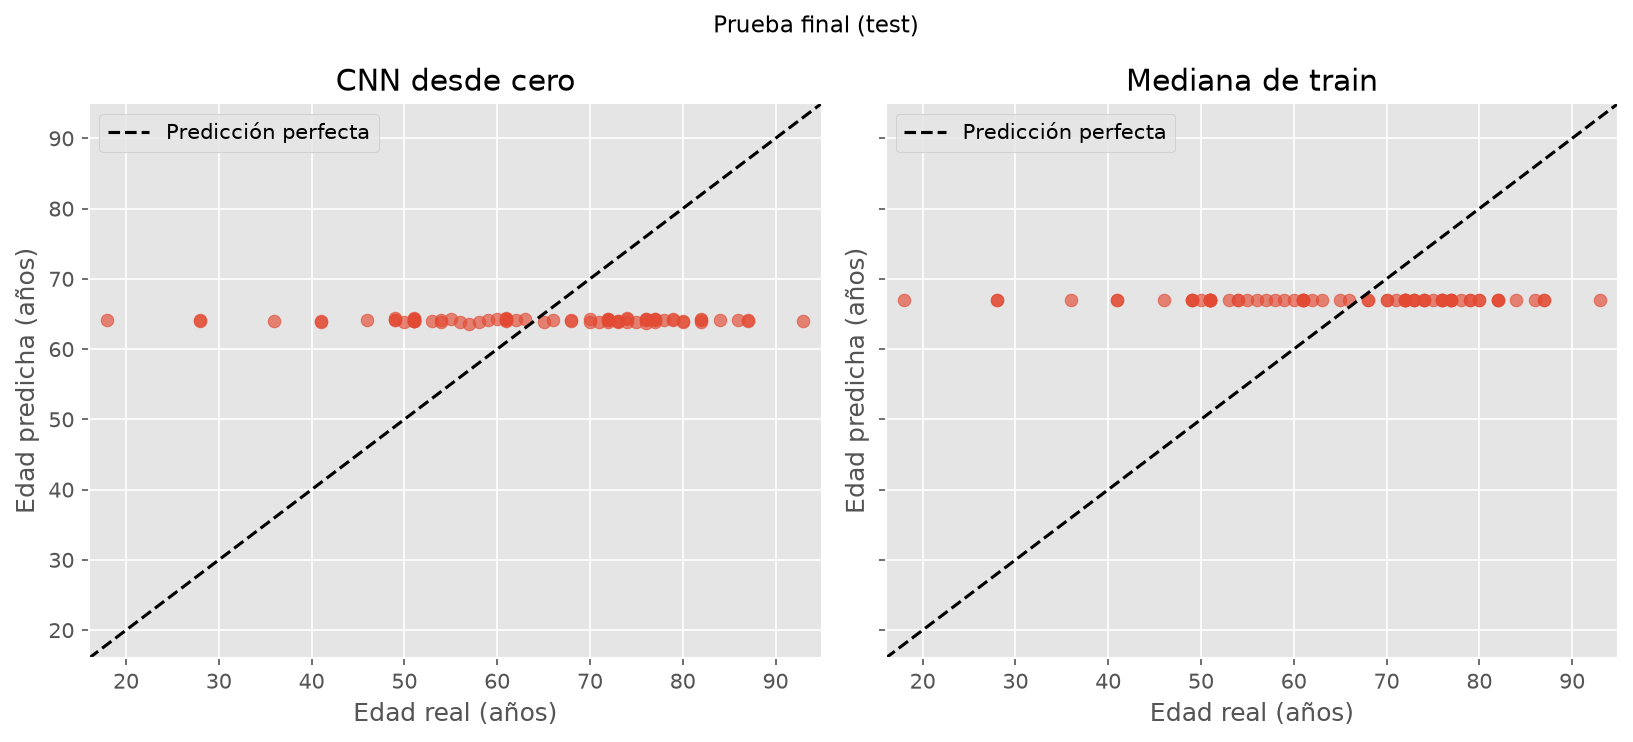 Prueba final (test)
CNN desde cero
Mediana de train
Predicción perfecta
Predicción perfecta
90
80
70
60
50
40
30
20
Edad predicha (años)
Edad predicha (años)
20 30 40 50 60 70 80 90
20 30 40 50 60 70 80 90
Edad real (años)
Edad real (años)